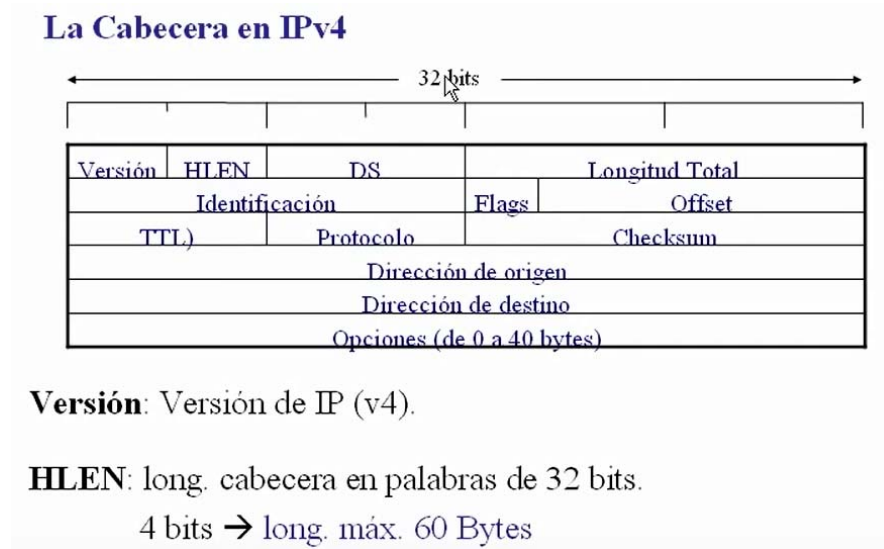 La Cabecera en IPv4
32 bits
Versión HLEN DS Longitud Total
Identificación Flags Offset
TTL) Protocolo Checksum
Dirección de origen
Dirección de destino
Opciones (de 0 a 40 bytes)
Versión: Versión de IP (v4).
HLEN: long. cabecera en palabras de 32 bits.
4 bits → long. máx. 60 Bytes